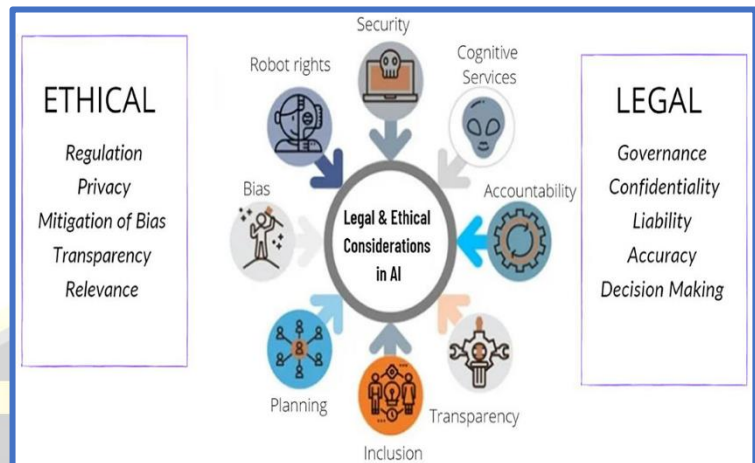 ETHICAL
Regulation
Privacy
Mitigation of Bias
Transparency
Relevance
Security
Robot rights
Cognitive
Services
Bias
Legal & Ethical
Considerations
in AI
Accountability
Planning
Inclusion
Transparency
LEGAL
Governance
Confidentiality
Liability
Accuracy
Decision Making